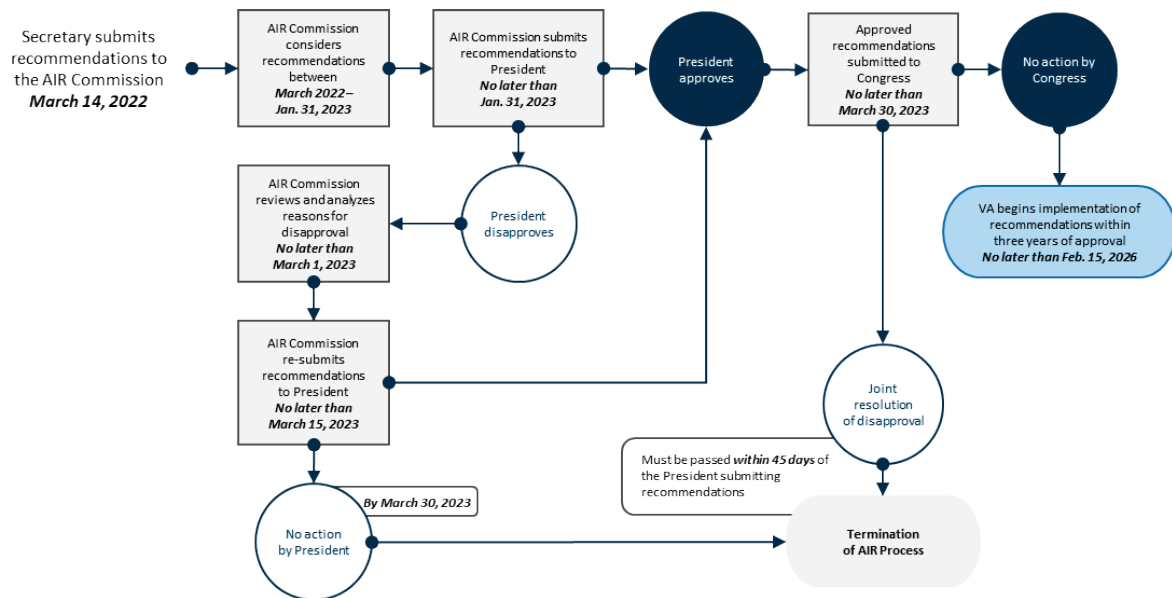 Secretary submits
recommendations to
the AIR Commission
March 14, 2022
AIR Commission
considers
recommendations
between
March 2022–
Jan. 31, 2023
AIR Commission submits
recommendations to
President
No later than
Jan. 31, 2023
President
approves
Approved
recommendations
submitted to
Congress
No later than
March 30, 2023
No action by
Congress
AIR Commission
reviews and analyzes
reasons for
disapproval
No later than
March 1, 2023
President
disapproves
VA begins implementation of
recommendations within
three years of approval
No later than Feb. 15, 2026
AIR Commission
re-submits
recommendations
to President
No later than
March 15, 2023
Joint
resolution
of disapproval
Must be passed within 45 days of
the President submitting
recommendations
By March 30, 2023
No action
by President
Termination
of AIR Process